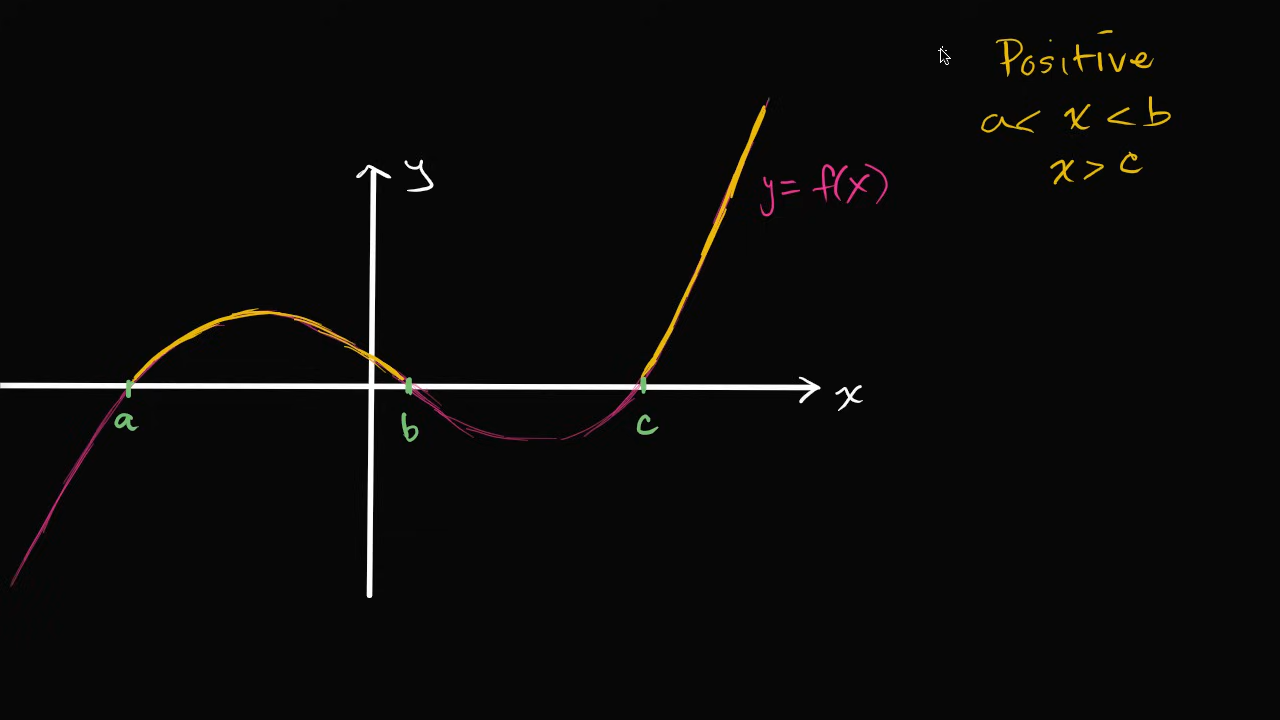 Positive
a< x < b
x > c
y
y = f(x)
x
a
b
c